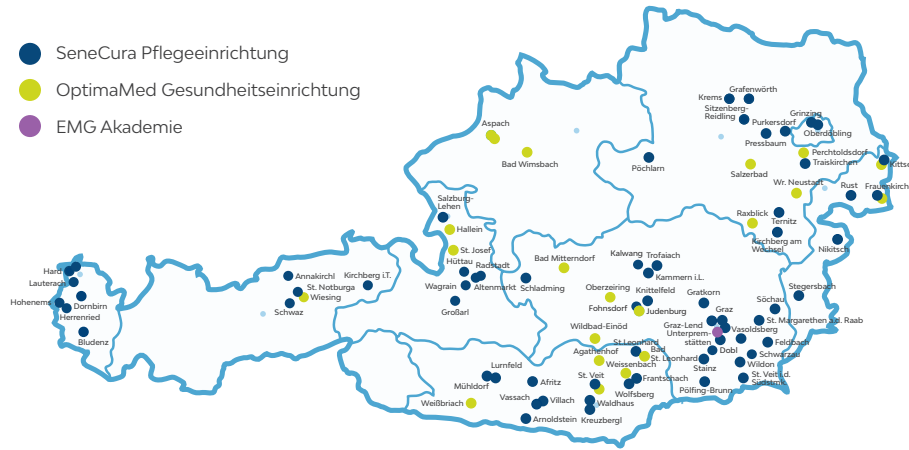 SeneCura Pflegeeinrichtung
OptimaMed Gesundheitseinrichtung
EMG Akademie
Krems
Grafenwörth
Sitzenberg-
Reidling
Purkersdorf
Grinzing
Pressbaum
Oberdöbling
Aspach
Bad Wimsbach
Pöchlarn
Perchtoldsdorf
Traiskirchen
Salzerbad
Kittse
Wr. Neustadt
Rust
Frauenkirch
Salzburg-
Lehen
Hallein
Raxblick
Ternitz
Kirchberg am
Wechsel
Nikitsch
St. Josef
Hüttau
Radstadt
Wagrain
Altenmarkt
Großarl
Schladming
Bad Mitterndorf
Kalwang
Trofaiach
Kammern i.L.
Hard
Lauterach
Hohenems
Dornbirn
Herrenried
Bludenz
Annakirchl
St. Notburga
Wiesing
Schwaz
Kirchberg i.T.
Oberzeiring
Knittelfeld
Fohnsdorf
Judenburg
Gratkorn
Stegersbach
Söchau
Graz
St. Margarethen a.d. Raab
Graz-Lend
Unterprem-
stätten
Vasoldsberg
Wildbad-Einöd
Feldbach
St.Leonhard
Bad
St. Leonhard
Agathenhof
Dobl
Schwarzau
Stainz
Wildon
Weissenbach
Lurnfeld
Mühldorf
Afritz
St. Veit
Frantschach
Wolfsberg
Pölfing-Brunn
St. Veit i.d.
Südstmk.
Weißbriach
Vassach
Villach
Waldhaus
Arnoldstein
Kreuzbergl